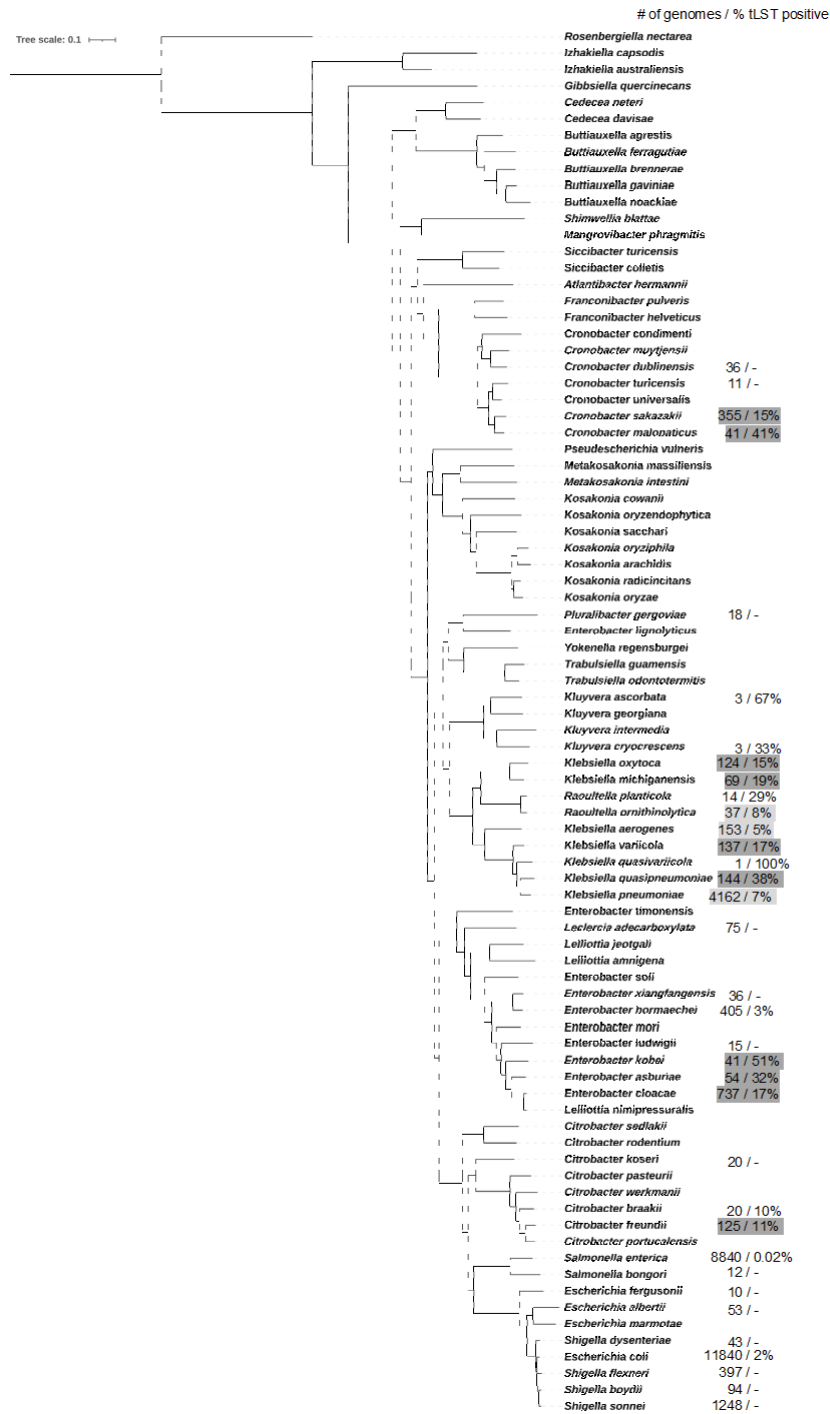 # of genomes / % tLST positive
Tree scale: 0.1
Rosenbergiella nectarea
Izhakiella capsodis
Izhakiella australiensis
Gibbsiella quercinecans
Cedecea neteri
Cedecea davisae
Buttiauxella agrestis
Buttiauxella ferragutiae
Buttiauxella brennerae
Buttiauxella gaviniae
Buttiauxella noackiae
Shimwellia blattae
Mangrovibacter phragmitis
Siccibacter turicensis
Siccibacter colletis
Atlantibacter hermannii
Franconibacter pulveris
Franconibacter helveticus
Cronobacter condimenti
Cronobacter muytjensii
Cronobacter dublinensis 36 / -
Cronobacter turicensis 11 / -
Cronobacter universalis
Cronobacter sakazakii 355 / 15%
Cronobacter malonaticus 41 / 41%
Pseudescherichia vulneris
Metakosakonia massiliensis
Metakosakonia intestini
Kosakonia cowanii
Kosakonia oryzendophytica
Kosakonia sacchari
Kosakonia oryziphila
Kosakonia arachidis
Kosakonia radicincitans
Kosakonia oryzae
Pluralibacter gergoviae 18 / -
Enterobacter lignolyticus
Yokenella regensburgei
Trabulsiella guamensis
Trabulsiella odontotermitis
Kluyvera ascorbata 3 / 67%
Kluyvera georgiana
Kluyvera intermedia
Kluyvera cryocrescens 3 / 33%
Klebsiella oxytoca 124 / 15%
Klebsiella michiganensis 69 / 19%
Raoultella planticola 14 / 29%
Raoultella ornithinolytica 37 / 8%
Klebsiella aerogenes 153 / 5%
Klebsiella variicola 137 / 17%
Klebsiella quasivariicola 1 / 100%
Klebsiella quasipneumoniae 144 / 38%
Klebsiella pneumoniae 4162 / 7%
Enterobacter timonensis
Leclercia adecarboxylata 75 / -
Lelliottia jeotgali
Lelliottia amnigena
Enterobacter soli
Enterobacter xiangfangensis 36 / -
Enterobacter hormaechei 405 / 3%
Enterobacter mori
Enterobacter ludwigii 15 / -
Enterobacter kobei 41 / 51%
Enterobacter asburiae 54 / 32%
Enterobacter cloacae 737 / 17%
Lelliottia nimipressuralis
Citrobacter sedlakii
Citrobacter rodentium
Citrobacter koseri 20 / -
Citrobacter pasteurii
Citrobacter werkmanii
Citrobacter braakii 20 / 10%
Citrobacter freundii 125 / 11%
Citrobacter portucalensis
Salmonella enterica 8840 / 0.02%
Salmonella bongori 12 / -
Escherichia fergusonii 10 / -
Escherichia albertii 53 / -
Escherichia marmotae
Shigella dysenteriae 43 / -
Escherichia coli 11840 / 2%
Shigella flexneri 397 / -
Shigella boydii 94 / -
Shigella sonnei 1248 / -